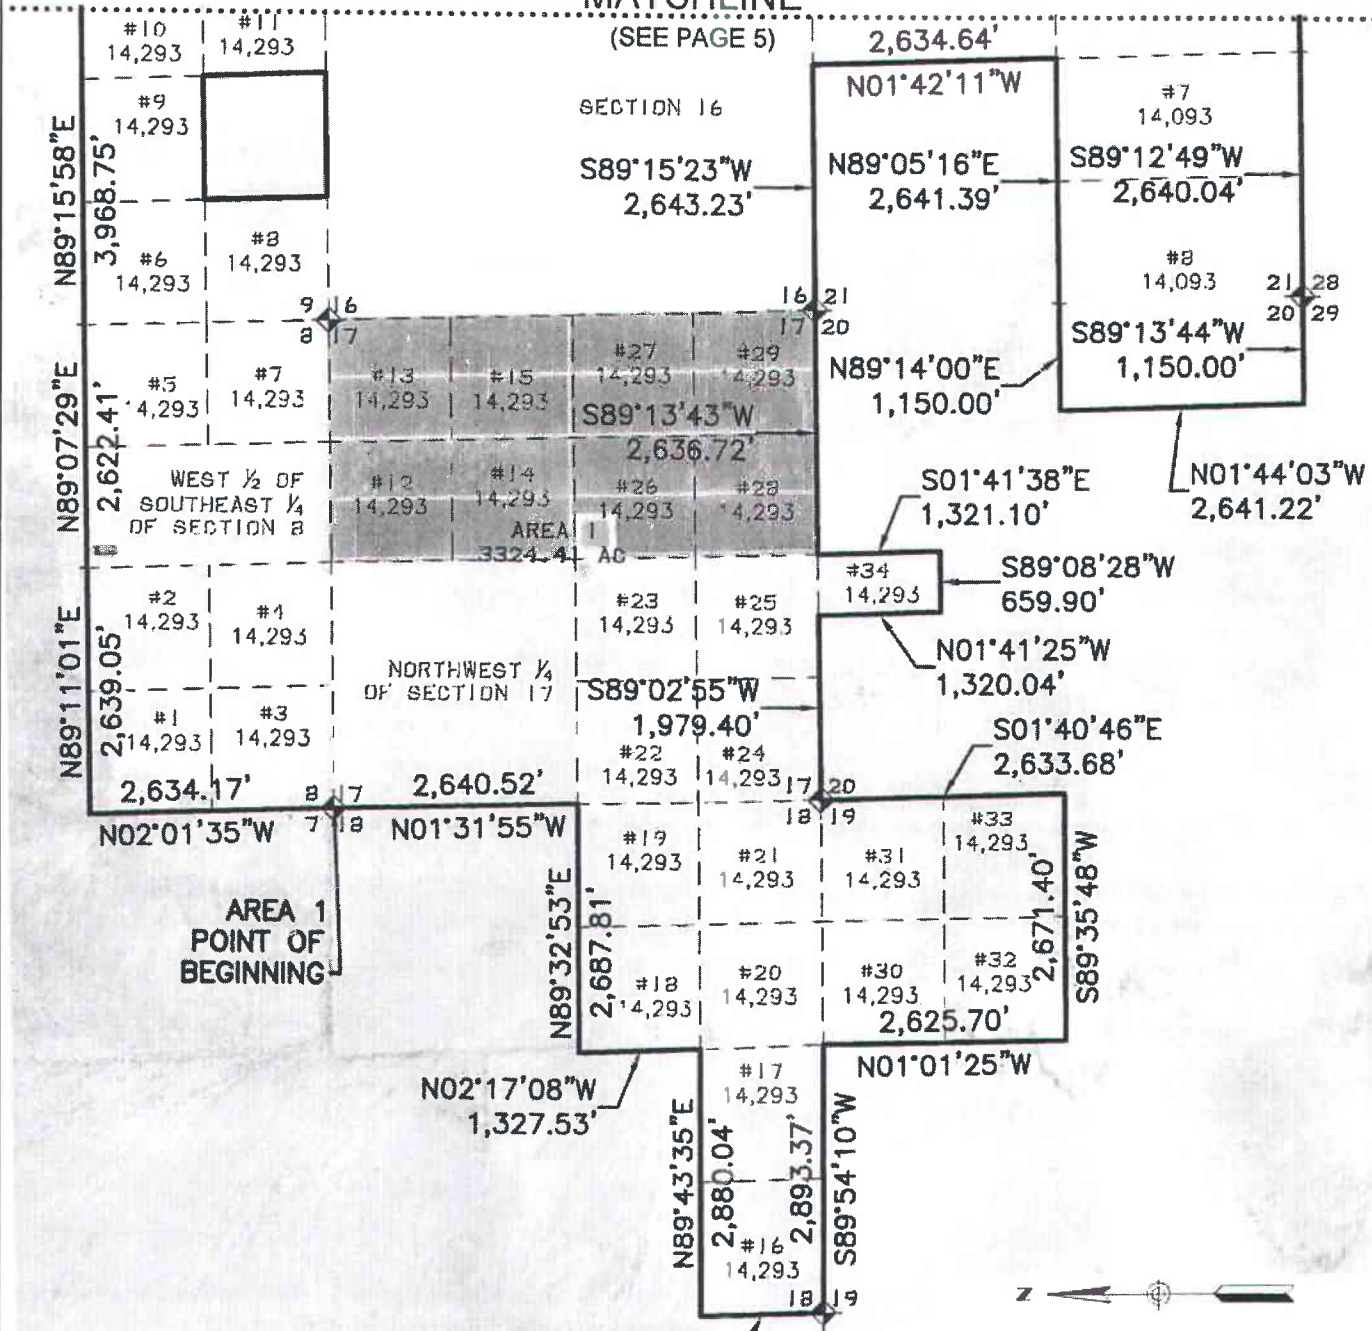 MATCHLINE
(SEE PAGE 5)
#10
14,293
#11
14,293
2,634.64'
N01°42'11"W
#9
14,293
SECTION 16
#7
14,093
N89°15'58"E
3,968.75'
S89°15'23"W
2,643.23'
N89°05'16"E
2,641.39'
S89°12'49"W
2,640.04'
#6
14,293
#8
14,293
#8
14,093
9 16
8 17
16 21
17 20
21 28
20 29
N89°07'29"E
2,622.41'
#5
14,293
#7
14,293
#13
14,293
#15
14,293
#27
14,293
#29
14,293
N89°14'00"E
1,150.00'
S89°13'44"W
1,150.00'
S89°13'43"W
2,636.72'
WEST ½ OF
SOUTHEAST ¼
OF SECTION 8
#12
14,293
#14
14,293
#26
14,293
#28
14,293
S01°41'38"E
1,321.10'
N01°44'03"W
2,641.22'
AREA 1
3324.41 AC
#34
14,293
S89°08'28"W
659.90'
N89°11'01"E
2,639.05'
#2
14,293
#4
14,293
#23
14,293
#25
14,293
N01°41'25"W
1,320.04'
NORTHWEST ¼
OF SECTION 17
S89°02'55"W
1,979.40'
#1
14,293
#3
14,293
#22
14,293
#24
14,293
S01°40'46"E
2,633.68'
2,634.17'
N02°01'35"W
8 17
7 18
2,640.52'
N01°31'55"W
17 20
18 19
#19
14,293
#21
14,293
#31
14,293
#33
14,293
AREA 1
POINT OF
BEGINNING
N89°32'53"E
2,687.81'
2,671.40'
S89°35'48"W
#18
14,293
#20
14,293
#30
14,293
#32
14,293
2,625.70'
N01°01'25"W
N02°17'08"W
1,327.53'
#17
14,293
N89°43'35"E
2,880.04'
2,893.37'
S89°54'10"W
#16
14,293
18 19
N